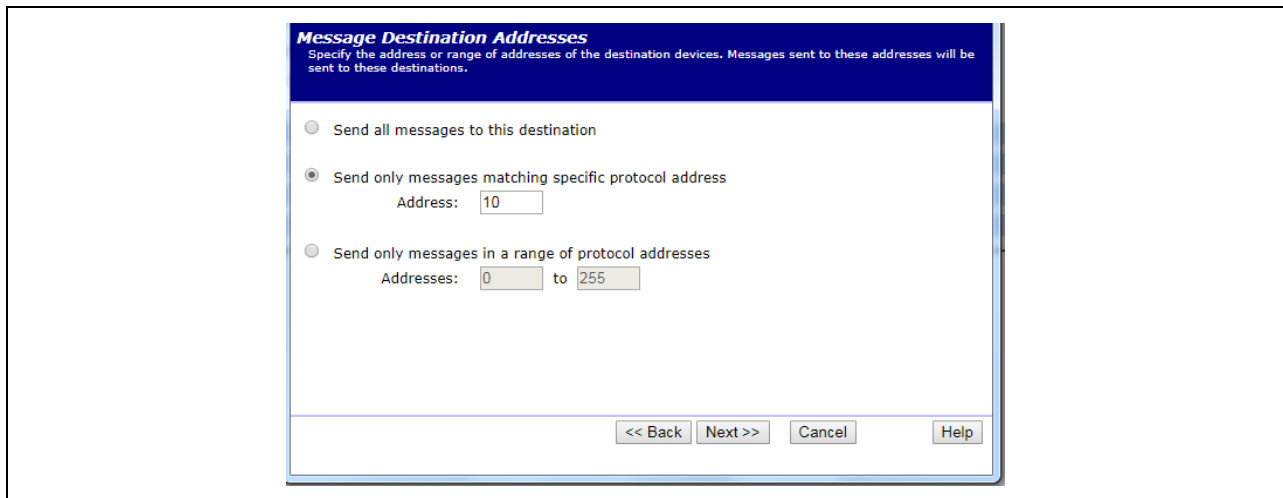 Message Destination Addresses
Specify the address or range of addresses of the destination devices. Messages sent to these addresses will be
sent to these destinations.
Send all messages to this destination
Send only messages matching specific protocol address
Address: 10
Send only messages in a range of protocol addresses
Addresses: 0 to 255
<< Back Next >> Cancel Help